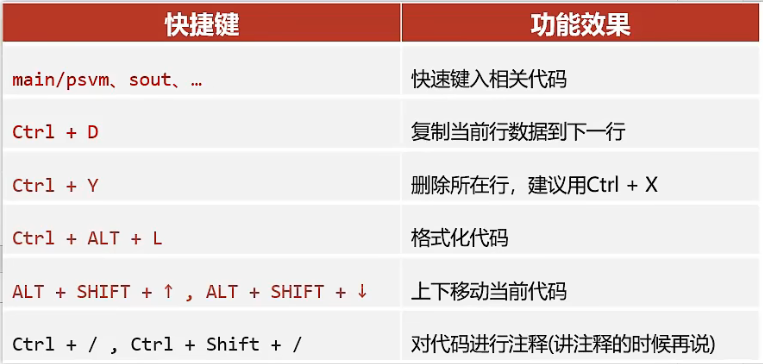 快捷键 功能效果
main/psvm、sout、… 快速键入相关代码
Ctrl + D 复制当前行数据到下一行
Ctrl + Y 删除所在行，建议用Ctrl + X
Ctrl + ALT + L 格式化代码
ALT + SHIFT + ↑ , ALT + SHIFT + ↓ 上下移动当前代码
Ctrl + / , Ctrl + Shift + / 对代码进行注释(讲注释的时候再说)